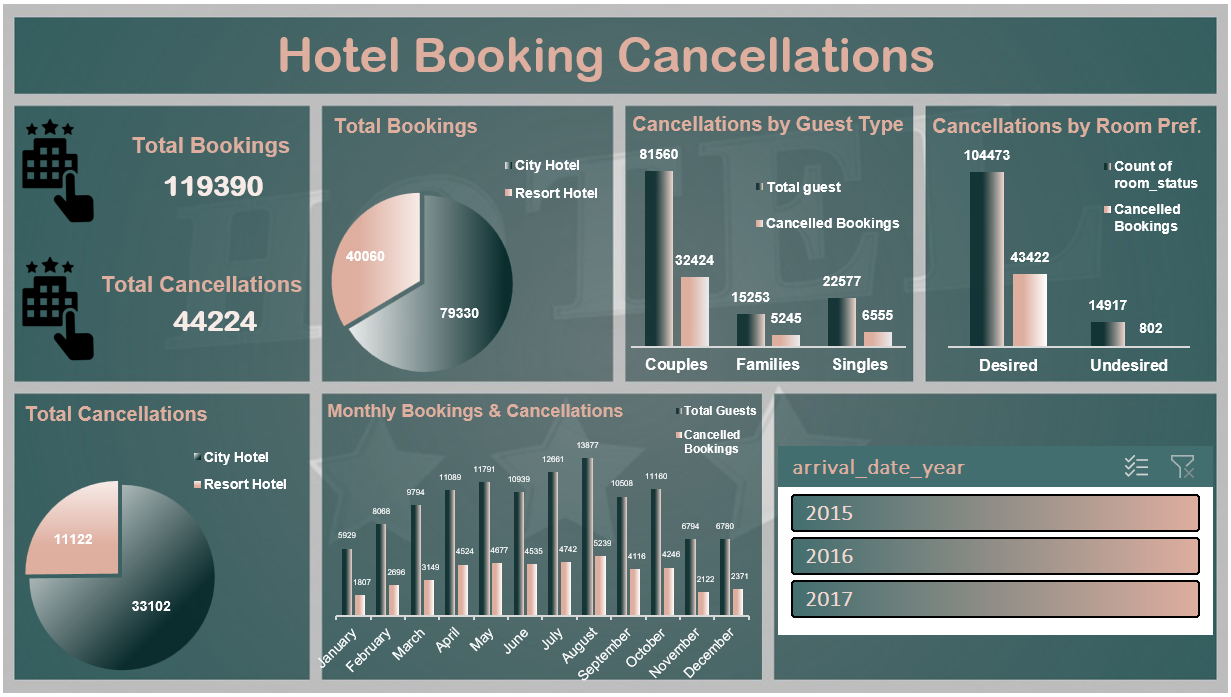 Hotel Booking Cancellations
Total Bookings
119390
Total Cancellations
44224
Total Bookings
City Hotel
Resort Hotel
40060
79330
Cancellations by Guest Type
81560
Total guest
Cancelled Bookings
32424
15253
5245
22577
6555
Couples Families Singles
Cancellations by Room Pref.
104473
Count of
room_status
Cancelled
Bookings
43422
14917
802
Desired Undesired
Total Cancellations
City Hotel
Resort Hotel
11122
33102
Monthly Bookings & Cancellations
Total Guests
Cancelled
Bookings
5929
1807
8068
2696
9794
3149
11089
4524
11791
4677
10939
4535
12661
4742
13877
5239
10508
4116
11160
4246
6794
2122
6780
2371
January
February
March
April
May
June
July
August
September
October
November
December
arrival_date_year
2015
2016
2017
HOTEL